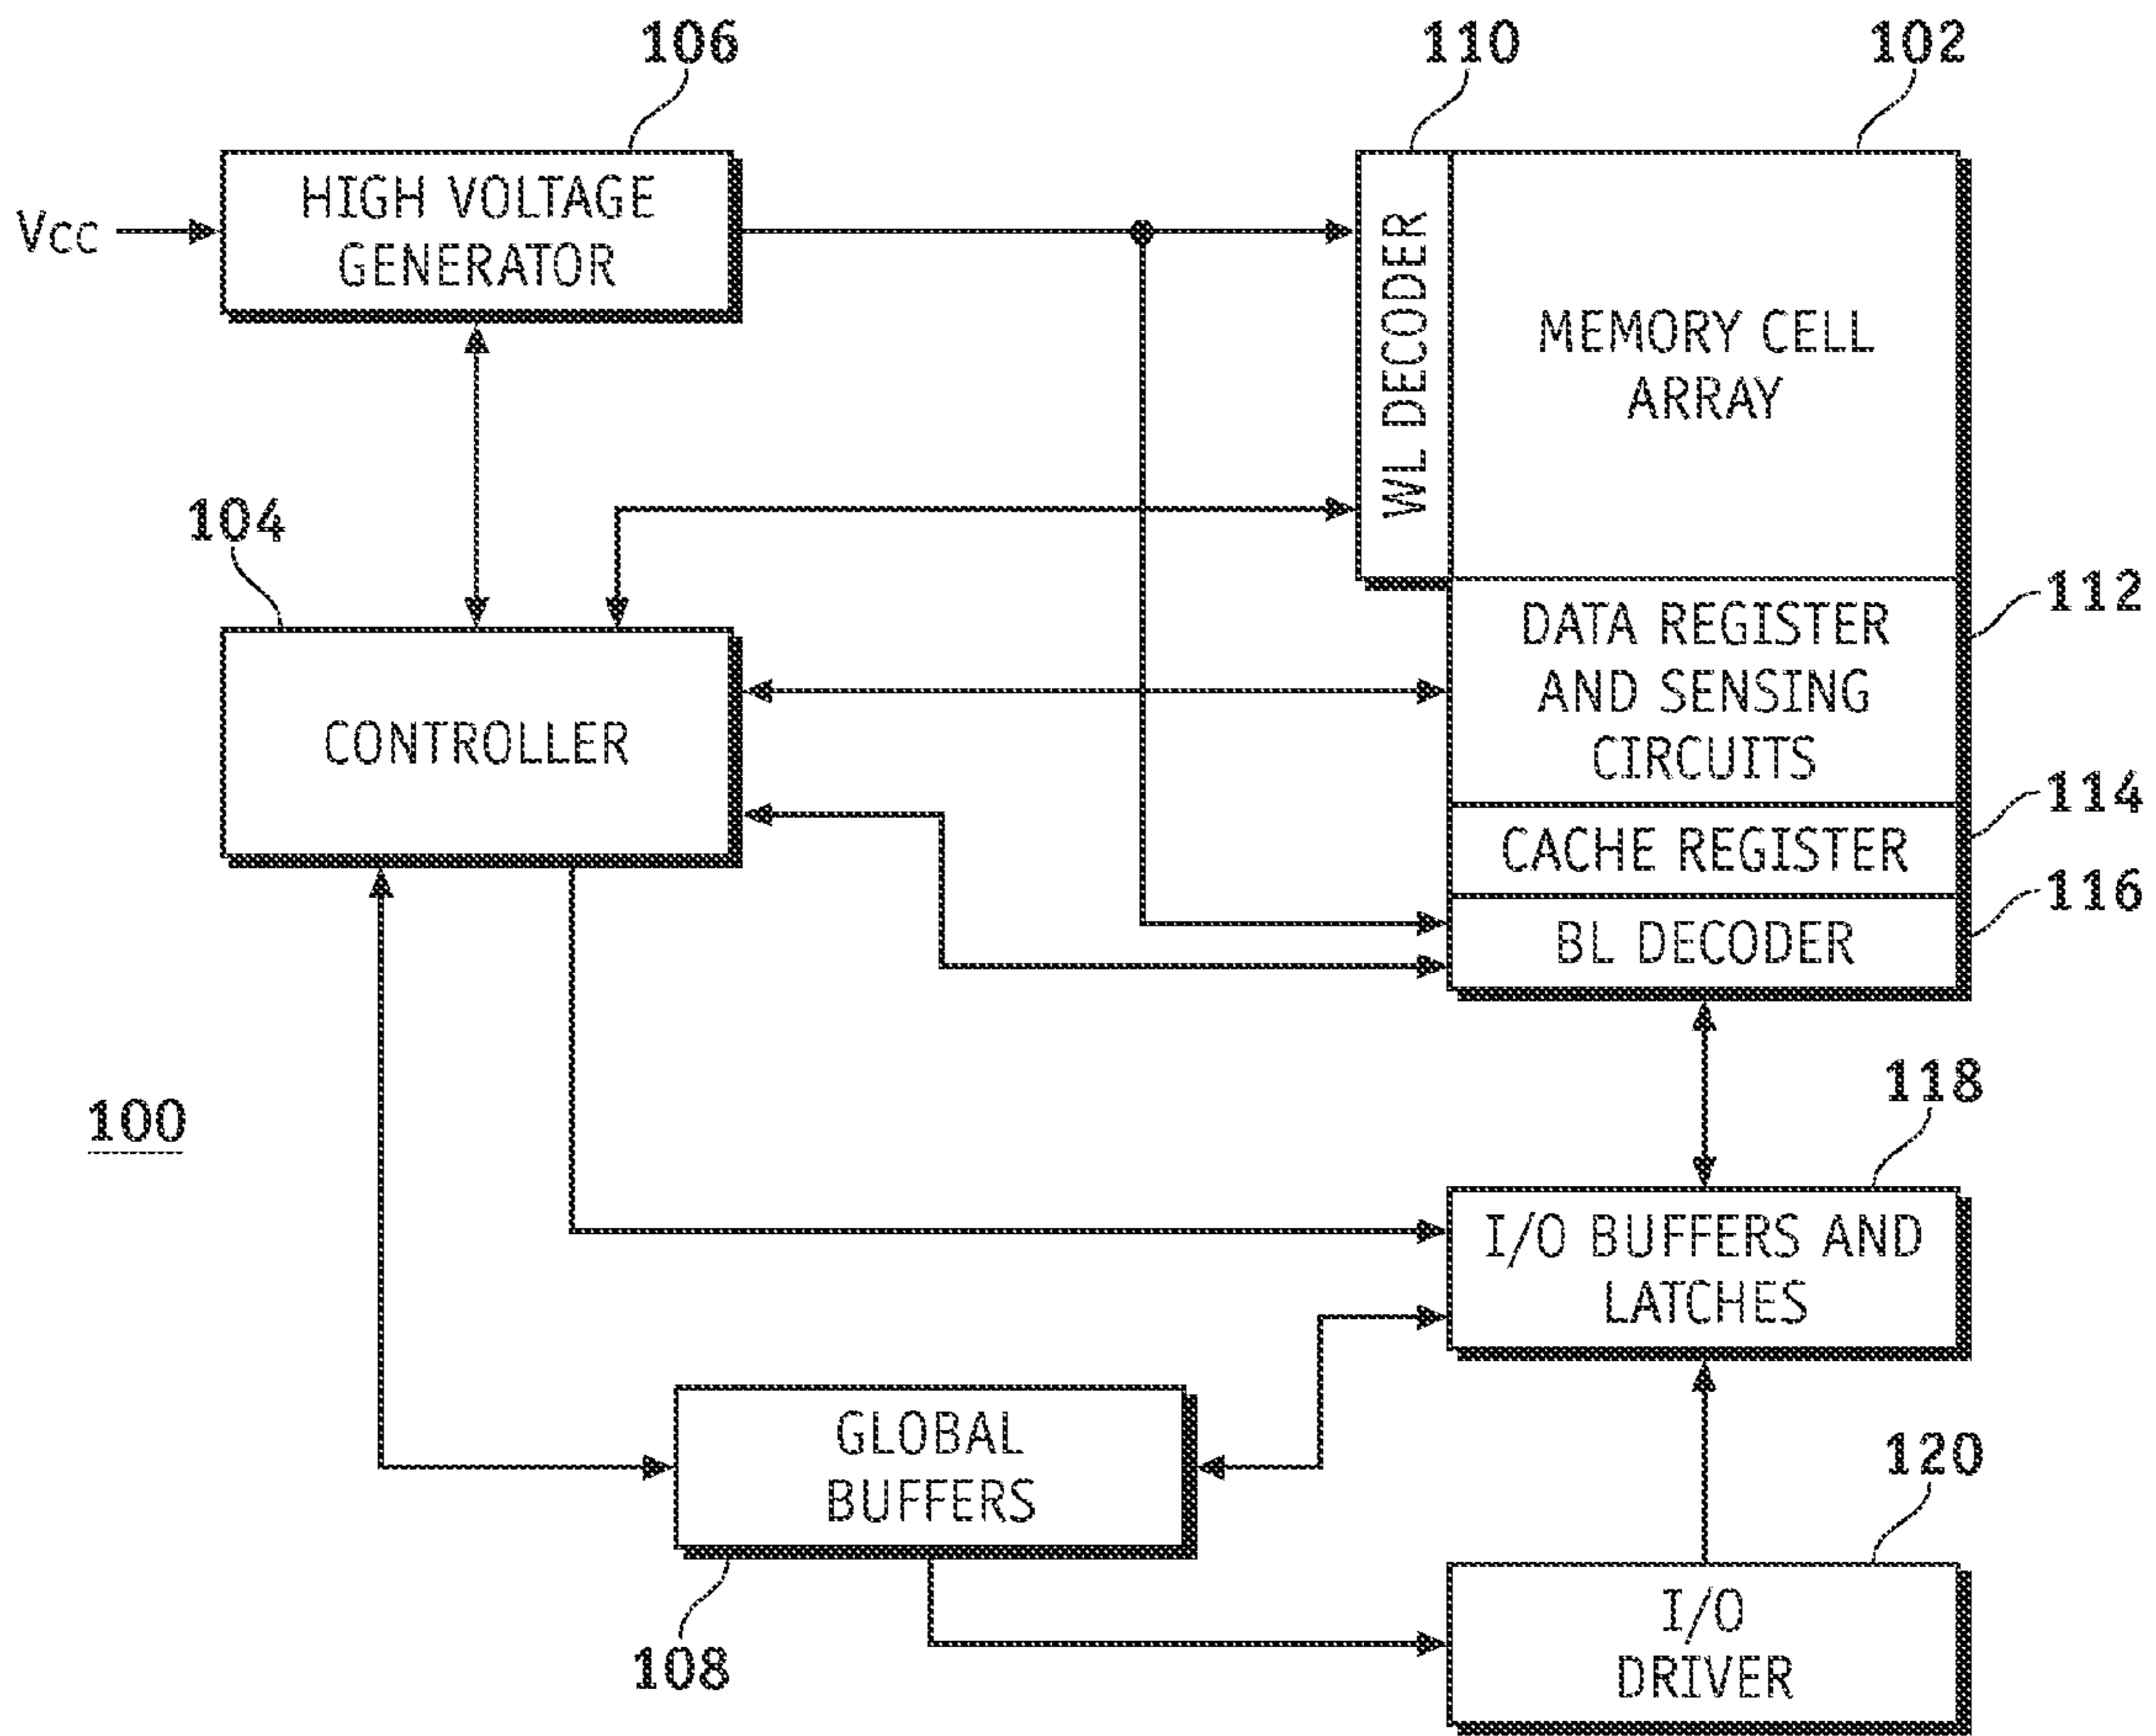 106
110
102
HIGH VOLTAGE
GENERATOR
Vcc
WL DECODER
MEMORY CELL
ARRAY
104
112
DATA REGISTER
AND SENSING
CIRCUITS
CONTROLLER
114
CACHE REGISTER
116
BL DECODER
118
100
I/O BUFFERS AND
LATCHES
GLOBAL
BUFFERS
120
108
I/O
DRIVER